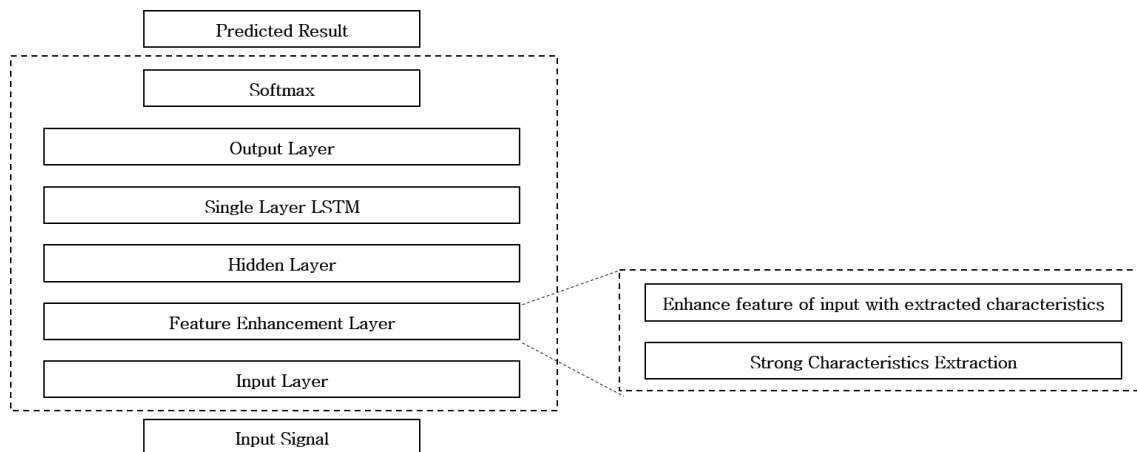 Predicted Result
Softmax
Output Layer
Single Layer LSTM
Hidden Layer
Feature Enhancement Layer
Input Layer
Input Signal
Enhance feature of input with extracted characteristics
Strong Characteristics Extraction